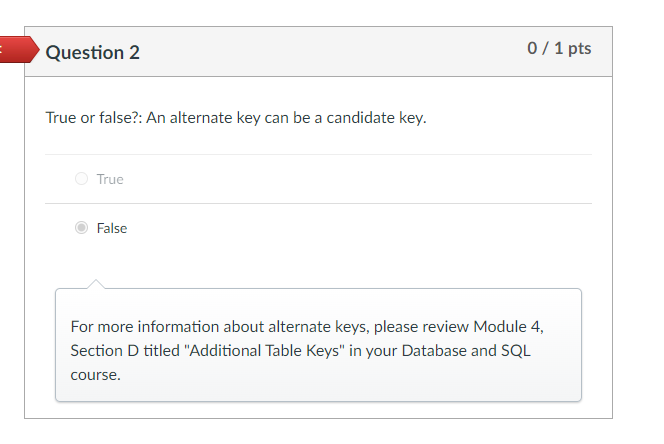 Question 2
0 / 1 pts
True or false?: An alternate key can be a candidate key.
True
False
For more information about alternate keys, please review Module 4,
Section D titled "Additional Table Keys" in your Database and SQL
course.